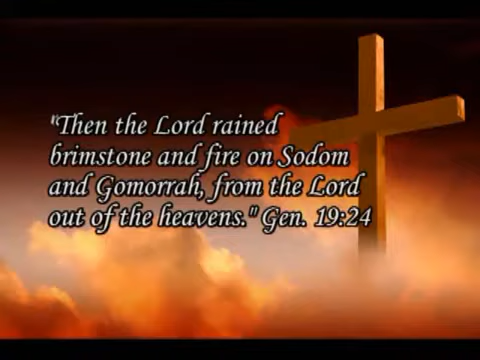 "Then the Lord rained
brimstone and fire on Sodom
and Gomorrah, from the Lord
out of the heavens." Gen. 19:24